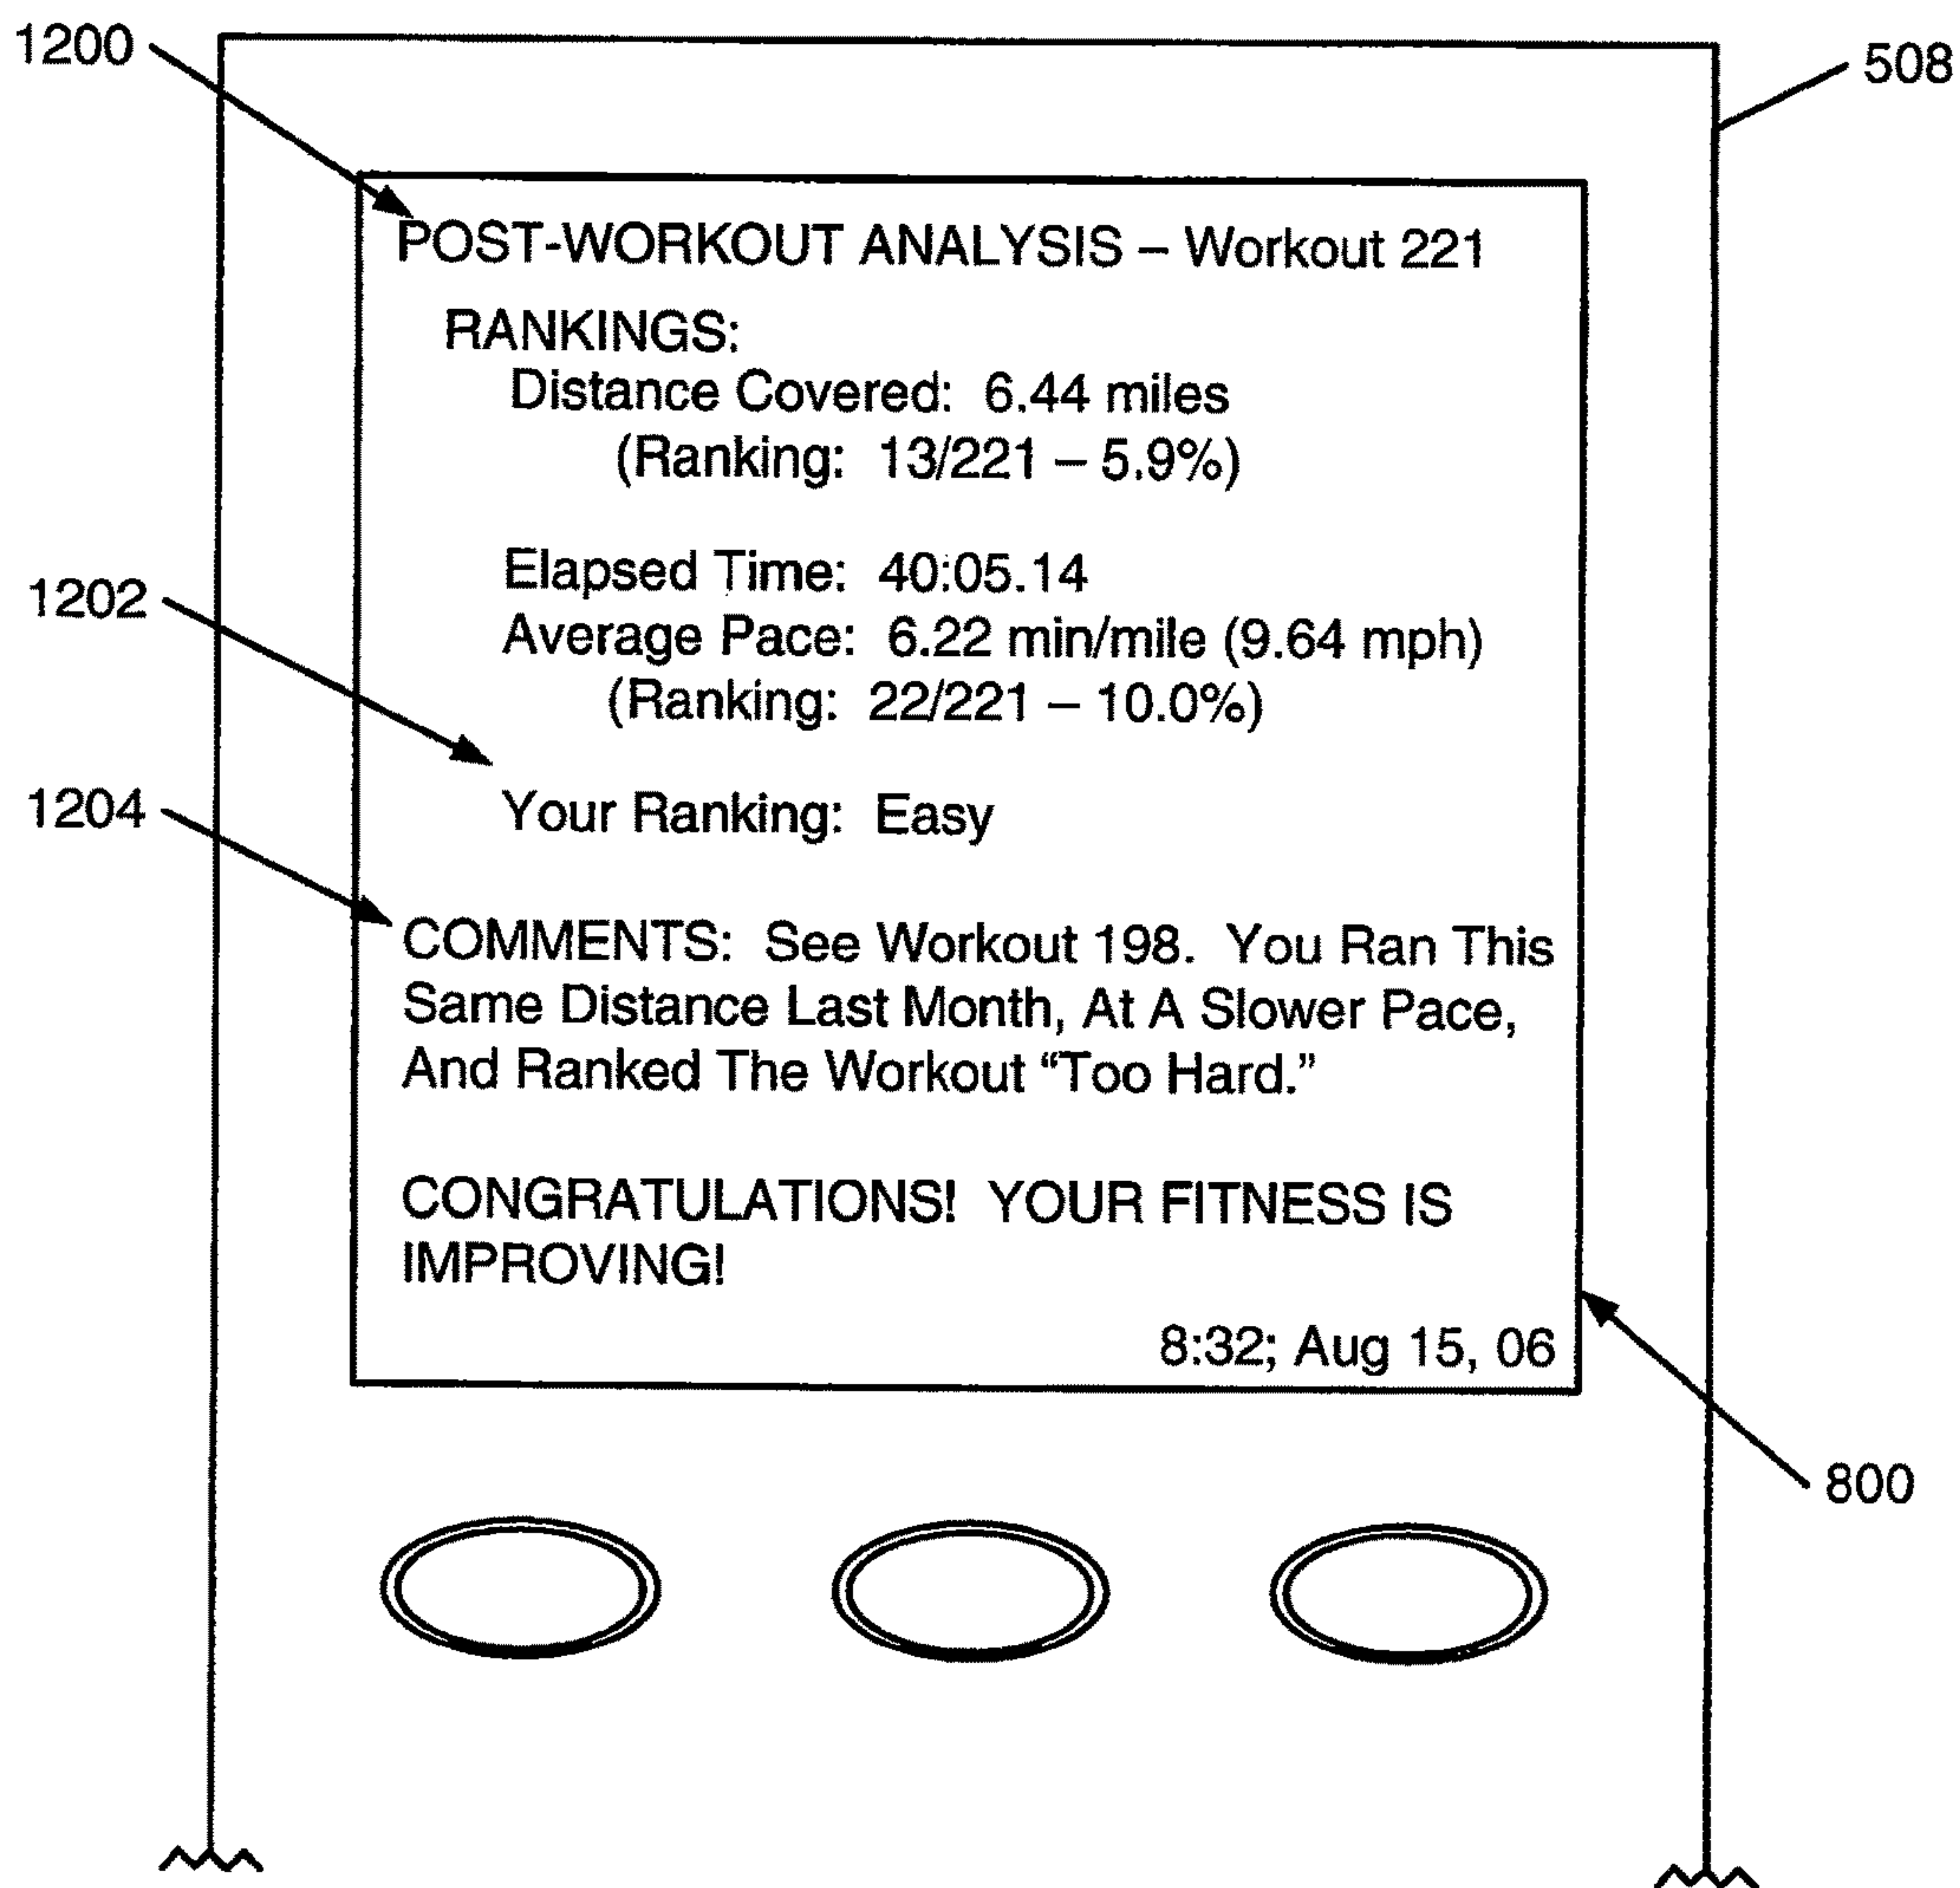 1200
508
POST-WORKOUT ANALYSIS – Workout 221
RANKINGS:
Distance Covered: 6.44 miles
(Ranking: 13/221 – 5.9%)
Elapsed Time: 40:05.14
1202
Average Pace: 6.22 min/mile (9.64 mph)
(Ranking: 22/221 – 10.0%)
1204
Your Ranking: Easy
COMMENTS: See Workout 198. You Ran This
Same Distance Last Month, At A Slower Pace,
And Ranked The Workout “Too Hard.”
CONGRATULATIONS! YOUR FITNESS IS
IMPROVING!
8:32; Aug 15, 06
800